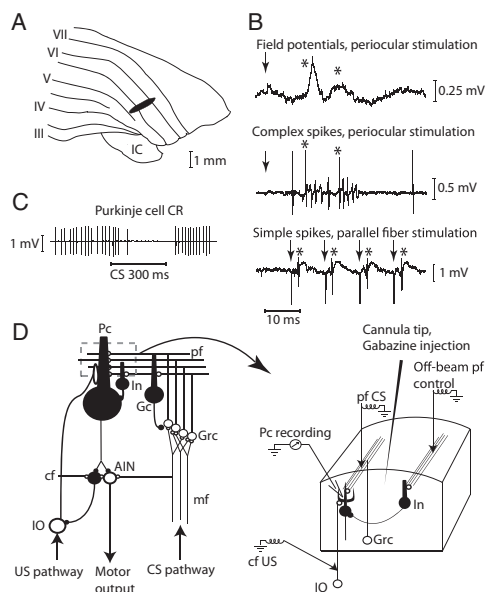 A
VII
VI
V
IV
III
IC
1 mm
B
Field potentials, periocular stimulation
* *
0.25 mV
Complex spikes, periocular stimulation
* *
0.5 mV
Simple spikes, parallel fiber stimulation
* * * *
1 mV
10 ms
C
Purkinje cell CR
1 mV
CS 300 ms
D
Pc
pf
In
Gc
Grc
cf
AIN
mf
IO
US pathway
Motor output
CS pathway
Cannula tip,
Gabazine injection
Off-beam pf
control
pf CS
Pc recording
In
Grc
cf US
IO